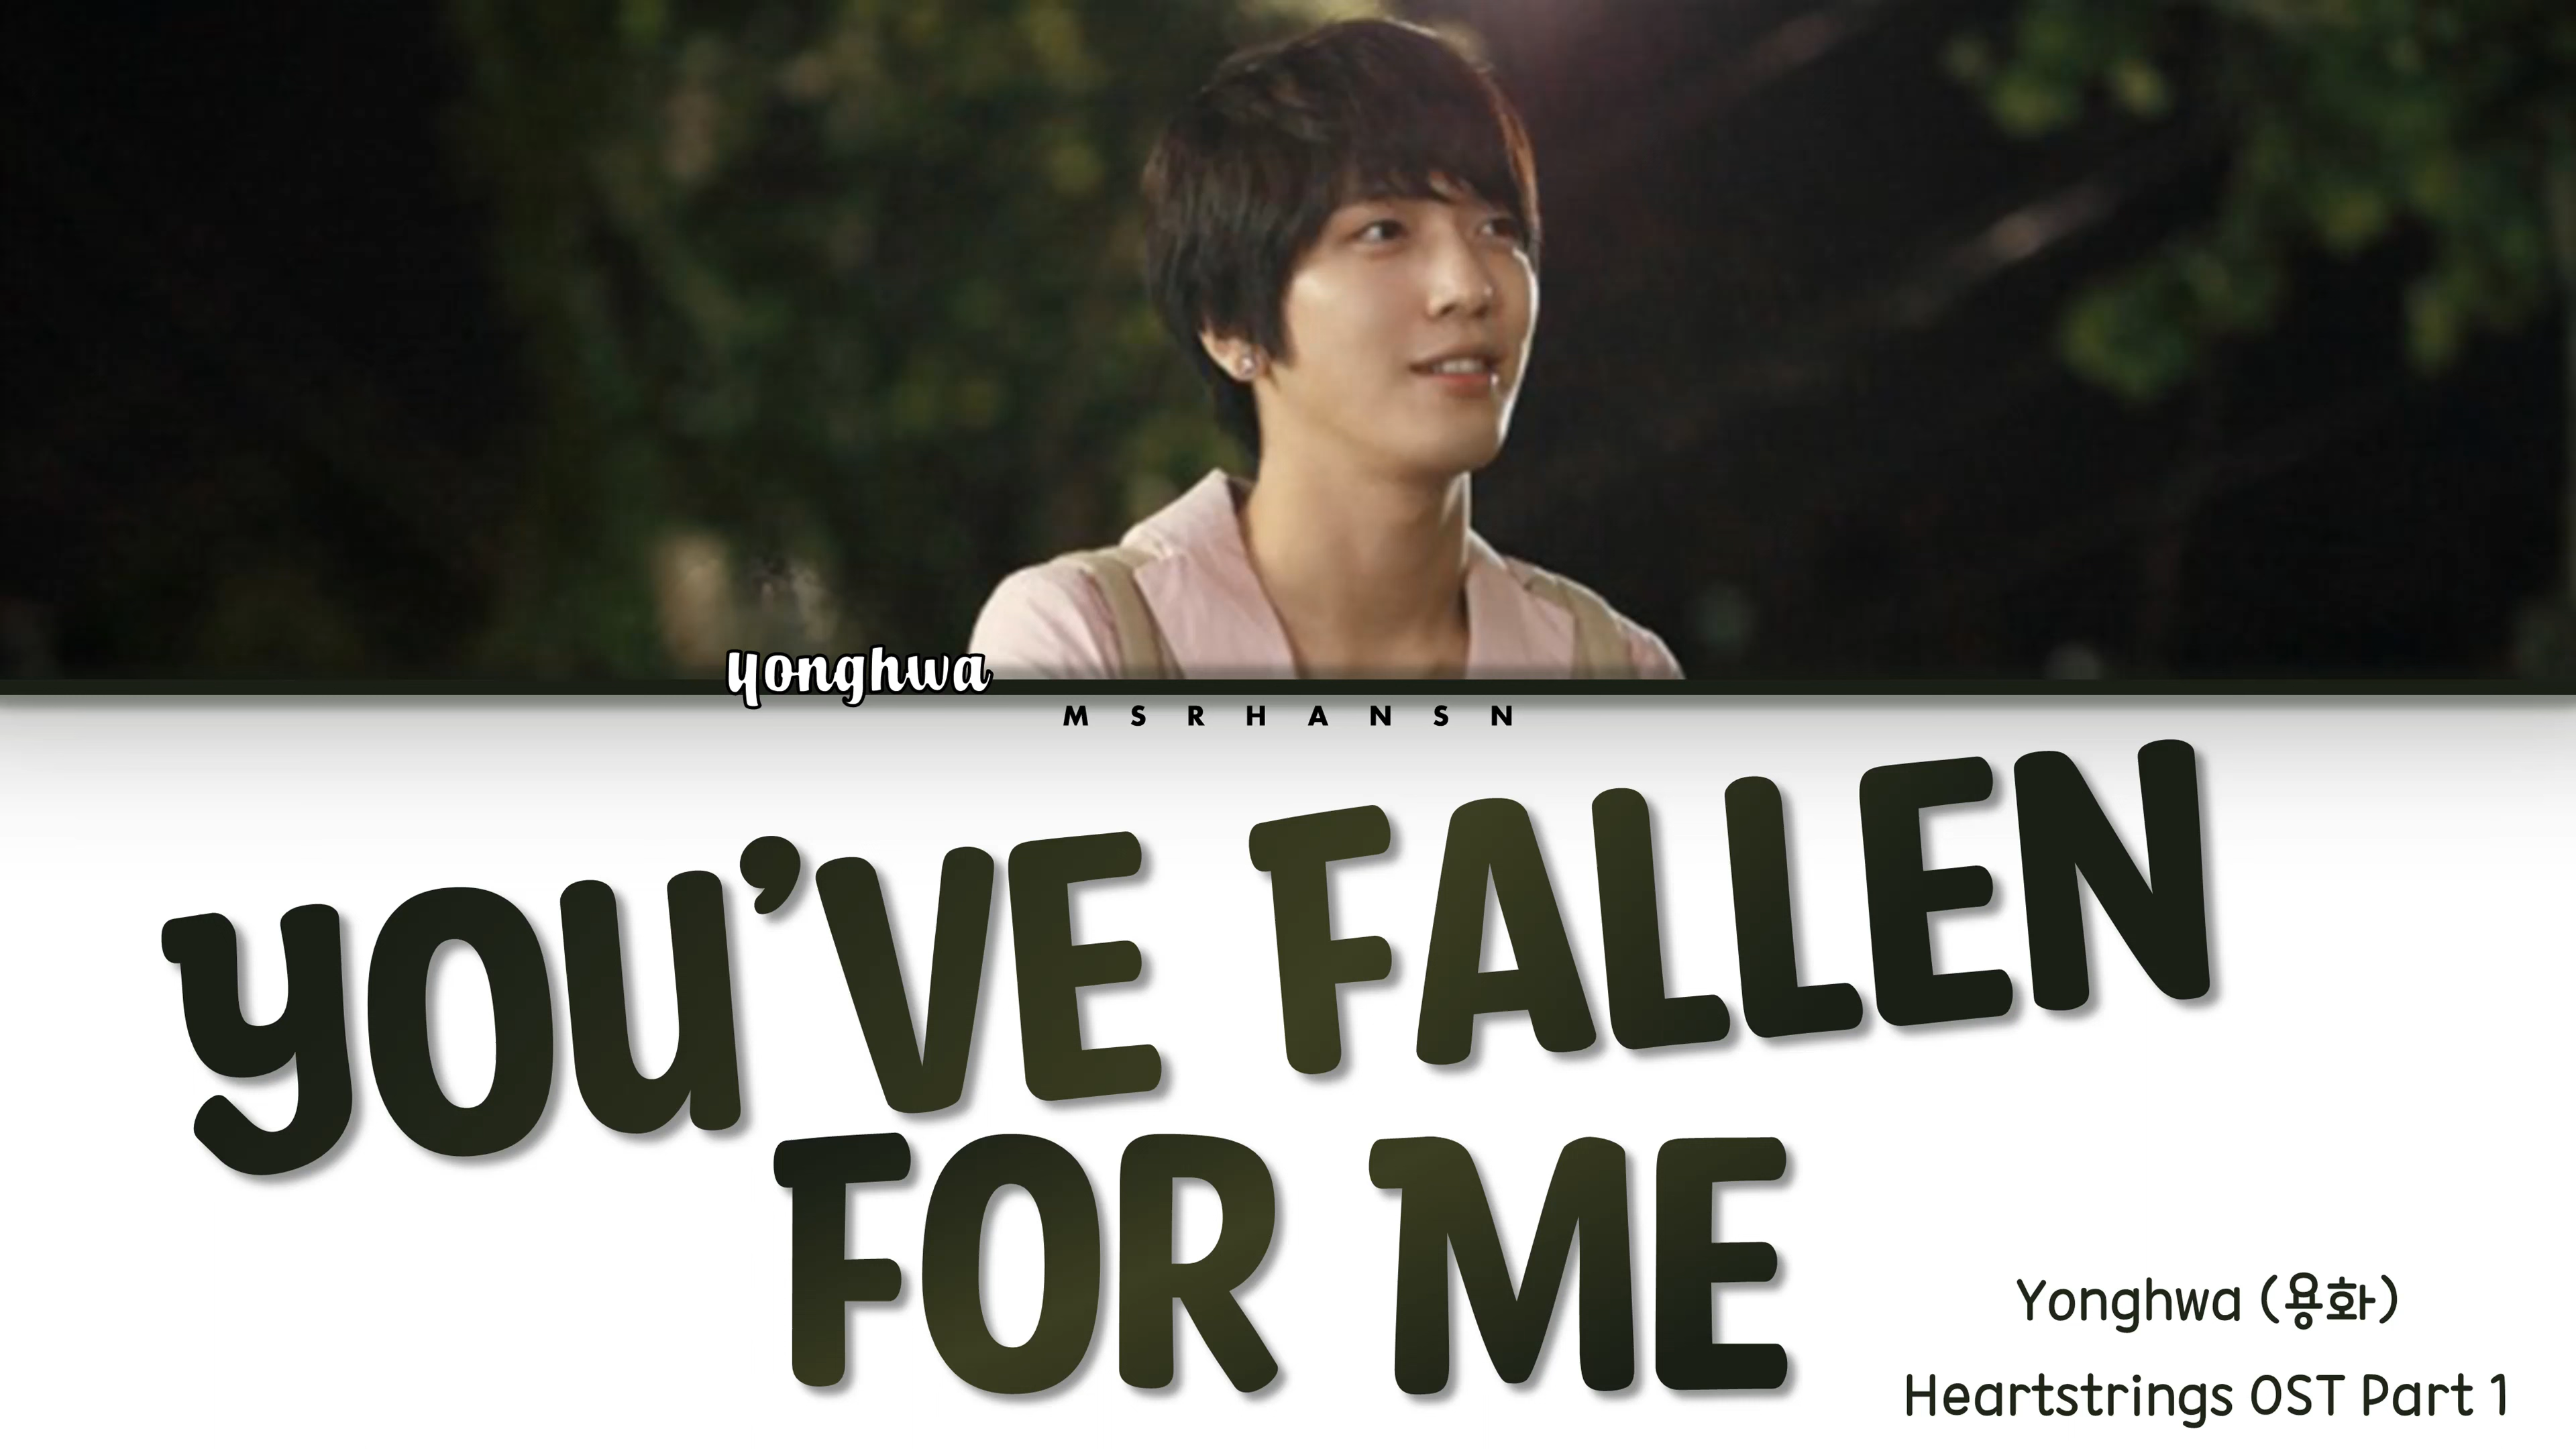 yonghwa
MSRHANSN
YOU'VE FALLEN
FOR ME
Yonghwa (용화)
Heartstrings OST Part 1